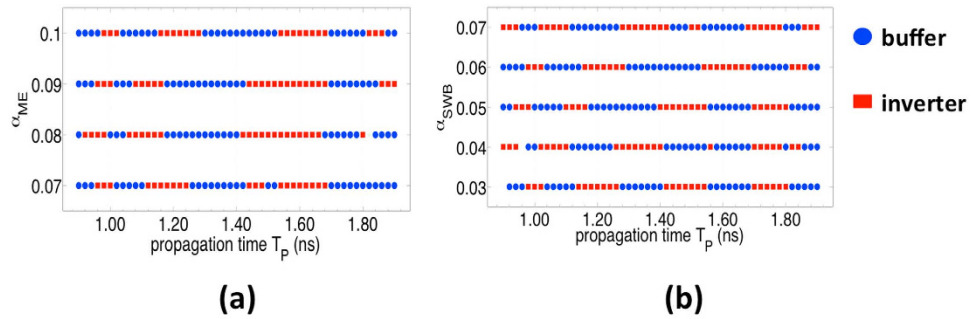 0.1
0.09
0.08
0.07
α_ME
1.00 1.20 1.40 1.60 1.80
propagation time T_P (ns)
(a)
0.07
0.06
0.05
0.04
0.03
α_SWB
1.00 1.20 1.40 1.60 1.80
propagation time T_P (ns)
(b)
buffer
inverter